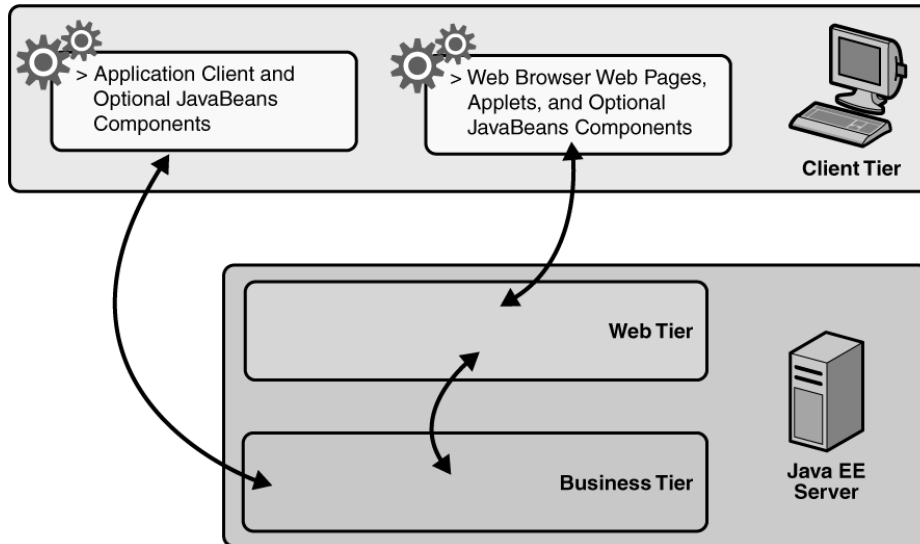 > Application Client and
Optional JavaBeans
Components
> Web Browser Web Pages,
Applets, and Optional
JavaBeans Components
Client Tier
Web Tier
Business Tier
Java EE
Server